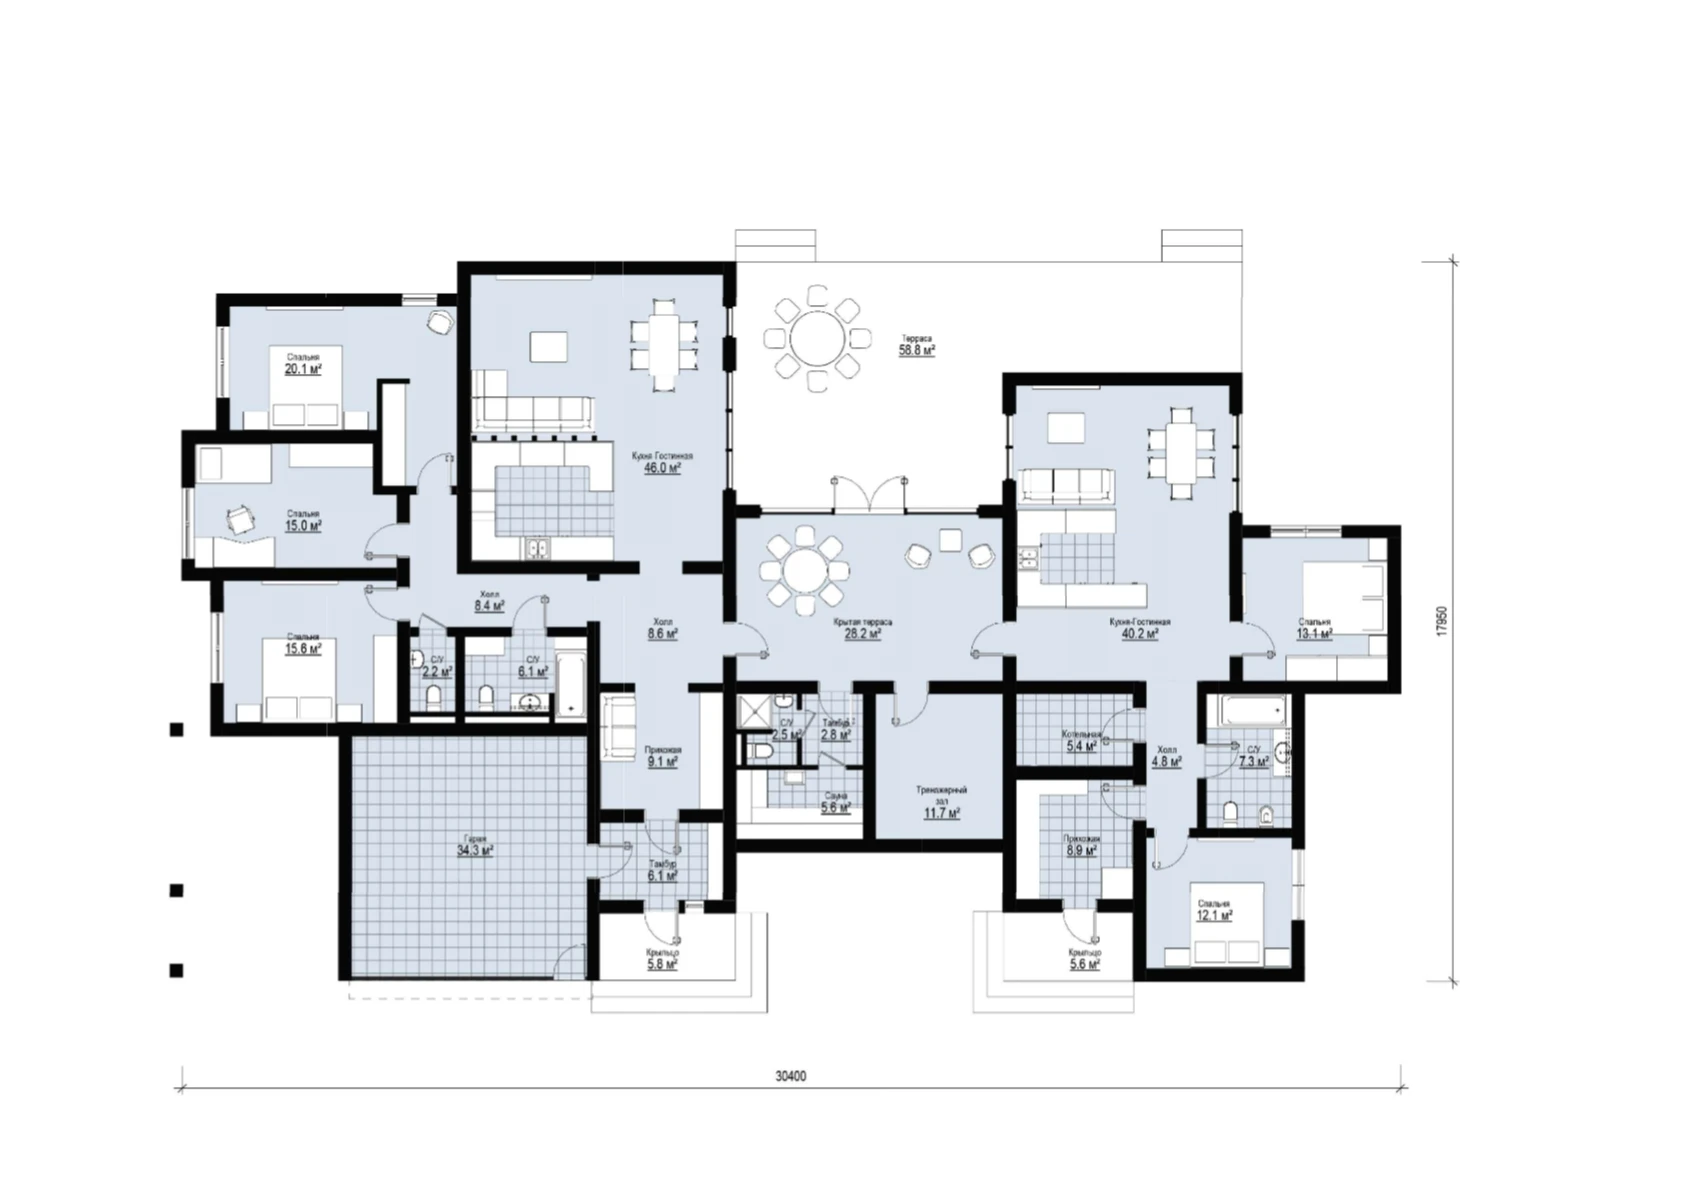 Терраса
58.8 м²
Спальня
20.1 м²
Кухня Гостинная
46.0 м²
Спальня
15.0 м²
Холл
8.4 м²
Холл
8.6 м²
Крытая терраса
28.2 м²
Кухня-Гостинная
40.2 м²
Спальня
13.1 м²
17950
Спальня
15.6 м²
С/У
2.2 м²
С/У
6.1 м²
С/У
2.5 м²
Тамбур
2.8 м²
Котельная
5.4 м²
Холл
4.8 м²
С/У
7.3 м²
Прихожая
9.1 м²
Сауна
5.6 м²
Тренажерный
зал
11.7 м²
Гараж
34.3 м²
Тамбур
6.1 м²
Прихожая
8.9 м²
Спальня
12.1 м²
Крыльцо
5.8 м²
Крыльцо
5.6 м²
30400